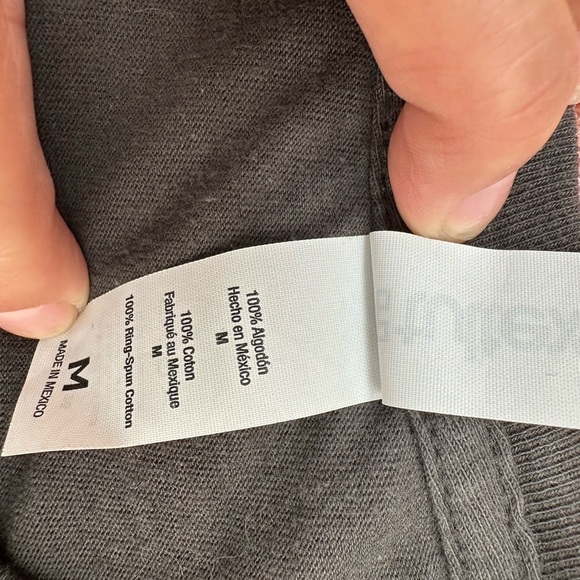 M
MADE IN MEXICO
100% Ring-Spun Cotton
100% Coton
Fabriqué au Mexique
M
100% Algodón
Hecho en México
M